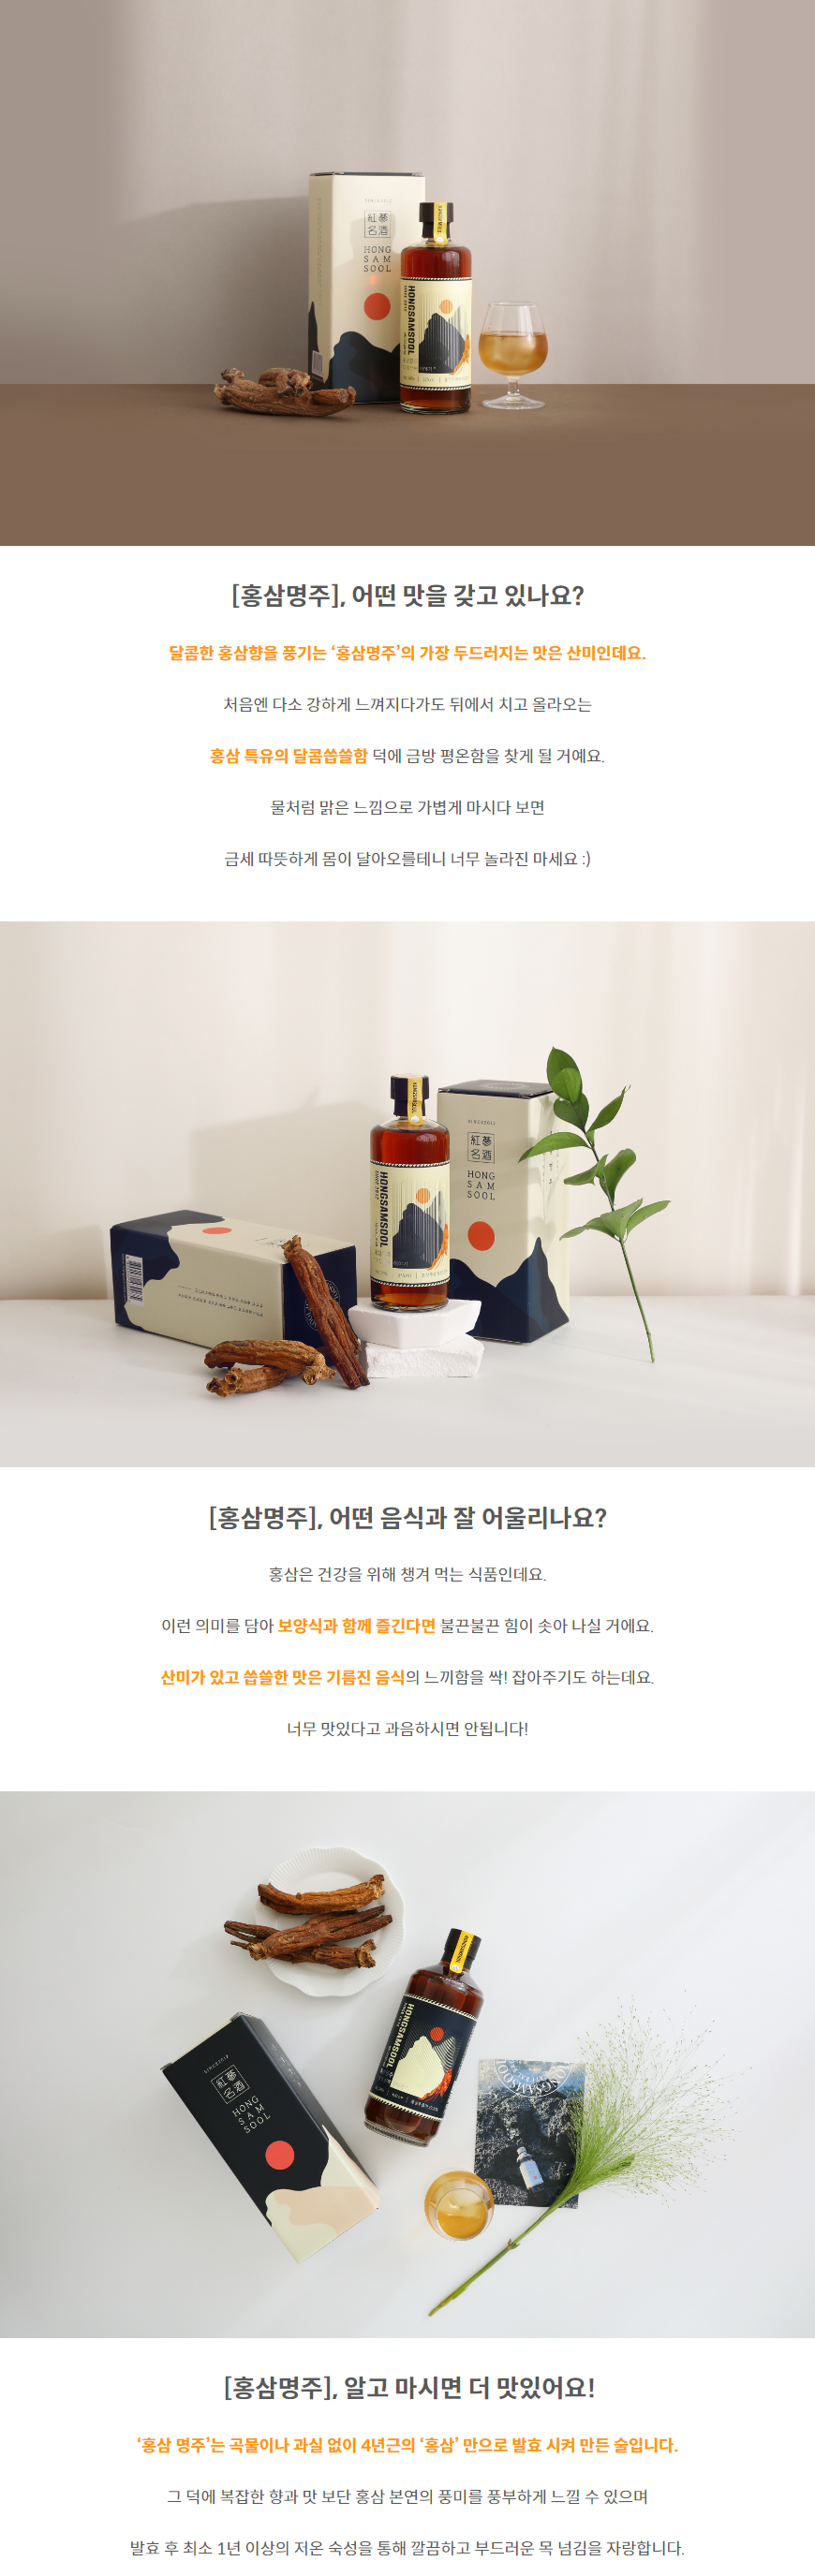 SINCE2012
紅蔘
名酒
HONG
SAM
SOOL
HONGSAMSOOL
[홍삼명주], 어떤 맛을 갖고 있나요?
달콤한 홍삼향을 풍기는 ‘홍삼명주’의 가장 두드러지는 맛은 산미인데요.
처음엔 다소 강하게 느껴지다가도 뒤에서 치고 올라오는
홍삼 특유의 달콤씁쓸함 덕에 금방 평온함을 찾게 될 거예요.
물처럼 맑은 느낌으로 가볍게 마시다 보면
금세 따뜻하게 몸이 달아오를테니 너무 놀라진 마세요 :)
SINCE2012
紅蔘
名酒
HONG
SAM
SOOL
HONGSAMSOOL
[홍삼명주], 어떤 음식과 잘 어울리나요?
홍삼은 건강을 위해 챙겨 먹는 식품인데요.
이런 의미를 담아 보양식과 함께 즐긴다면 불끈불끈 힘이 솟아 나실 거에요.
산미가 있고 씁쓸한 맛은 기름진 음식의 느끼함을 싹! 잡아주기도 하는데요.
너무 맛있다고 과음하시면 안됩니다!
SINCE2012
紅蔘
名酒
HONG
SAM
SOOL
HONGSAMSOOL
[홍삼명주], 알고 마시면 더 맛있어요!
‘홍삼 명주’는 곡물이나 과실 없이 4년근의 ‘홍삼’ 만으로 발효 시켜 만든 술입니다.
그 덕에 복잡한 향과 맛 보단 홍삼 본연의 풍미를 풍부하게 느낄 수 있으며
발효 후 최소 1년 이상의 저온 숙성을 통해 깔끔하고 부드러운 목 넘김을 자랑합니다.